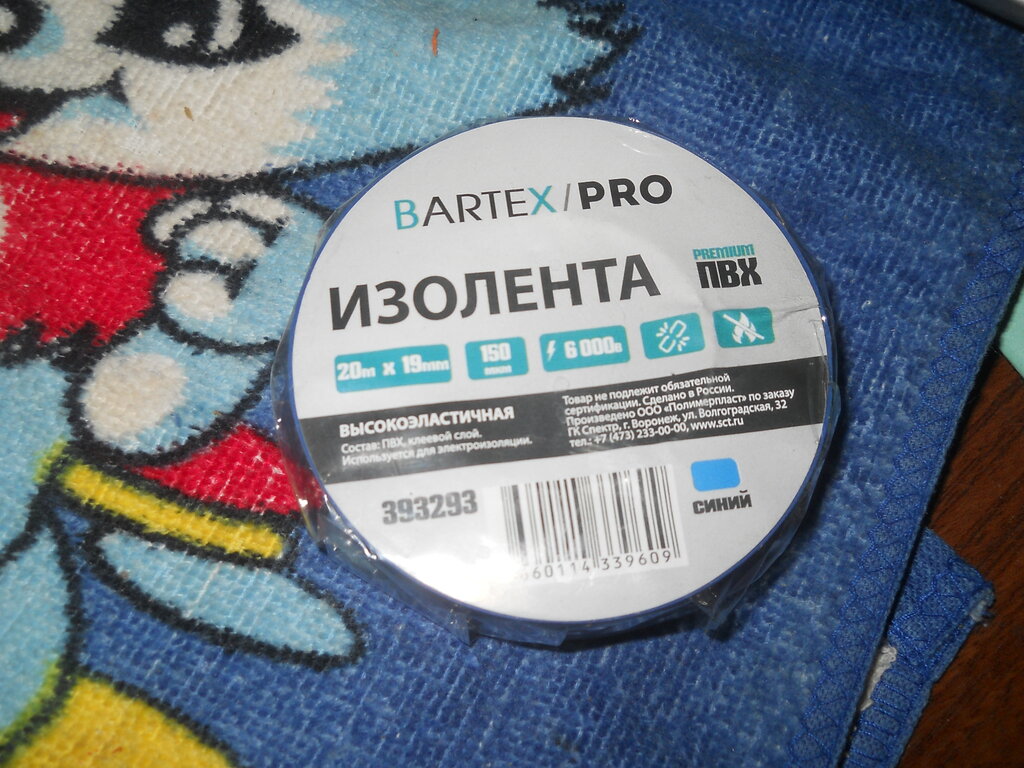 BARTEX/PRO
PREMIUM
ПВХ
ИЗОЛЕНТА
20m x 19mm
150
мкм
6 000в
ВЫСОКОЭЛАСТИЧНАЯ
Состав: ПВХ, клеевой слой.
Используется для электроизоляции.
Товар не подлежит обязательной
сертификации. Сделано в России.
Произведено ООО «Полимерпласт» по заказу
ГК Спектр, г. Воронеж, ул. Волгоградская, 32
тел.: +7 (473) 233-00-00, www.sct.ru
393293
СИНИЙ
60114 339609